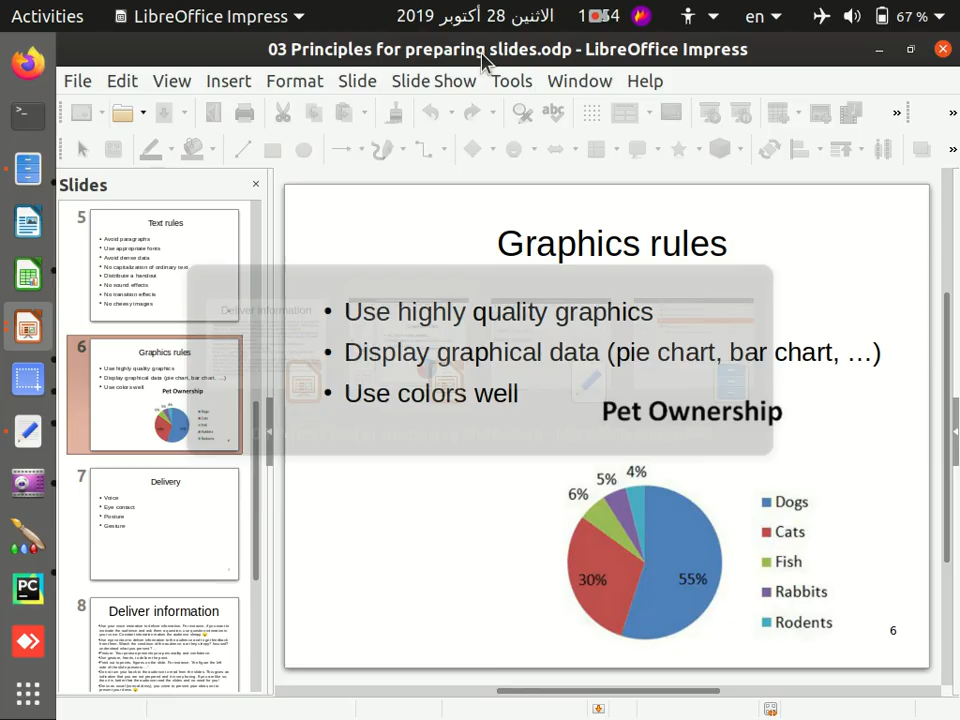 Activities
LibreOffice Impress
الاثنين 28 أكتوبر 2019
en
67 %
03 Principles for preparing slides.odp - LibreOffice Impress
File Edit View Insert Format Slide Slide Show Tools Window Help
Slides
5
Text rules
• Avoid paragraphs
• Use appropriate fonts
• Avoid dense data
• No capitalization of ordinary text
• Distribute a handout
• No sound effects
• No transition effects
• No cheesy images
6
Graphics rules
• Use highly quality graphics
• Display graphical data (pie chart, bar chart, …)
• Use colors well
Pet Ownership
7
Delivery
• Voice
• Eye contact
• Posture
• Gesture
8
Deliver information
Graphics rules
• Use highly quality graphics
• Display graphical data (pie chart, bar chart, …)
• Use colors well
Pet Ownership
4%
5%
6%
30%
55%
Dogs
Cats
Fish
Rabbits
Rodents
6
Deliver information